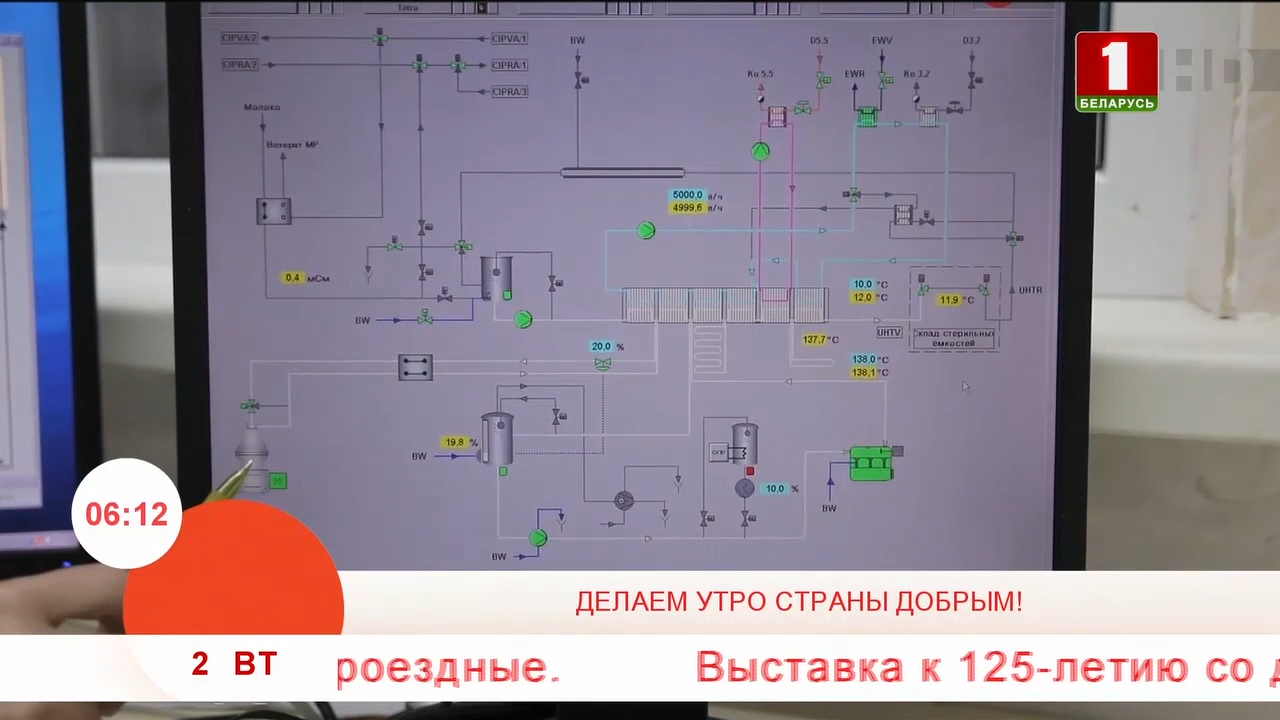 Tetra
CIPVA/2
CIPVA/1
CIPRA/2
CIPRA/1
CIPRA/3
BW
D5.5
EWV
D3.2
Ко 5.5
EWR
Ко 3.2
1
HD
БЕЛАРУСЬ
Молоко
Возврат МР
5000,0 л/ч
4999,6 л/ч
0,4 мСм
10,0 °C
12,0 °C
11,9 °C
UHTR
BW
UHTV
Склад стерильных
ёмкостей
137,7 °C
20,0 %
138,0 °C
138,1 °C
19,8 %
BW
10,0 %
BW
BW
06:12
ДЕЛАЕМ УТРО СТРАНЫ ДОБРЫМ!
2 ВТ
роездные. Выставка к 125-летию со д